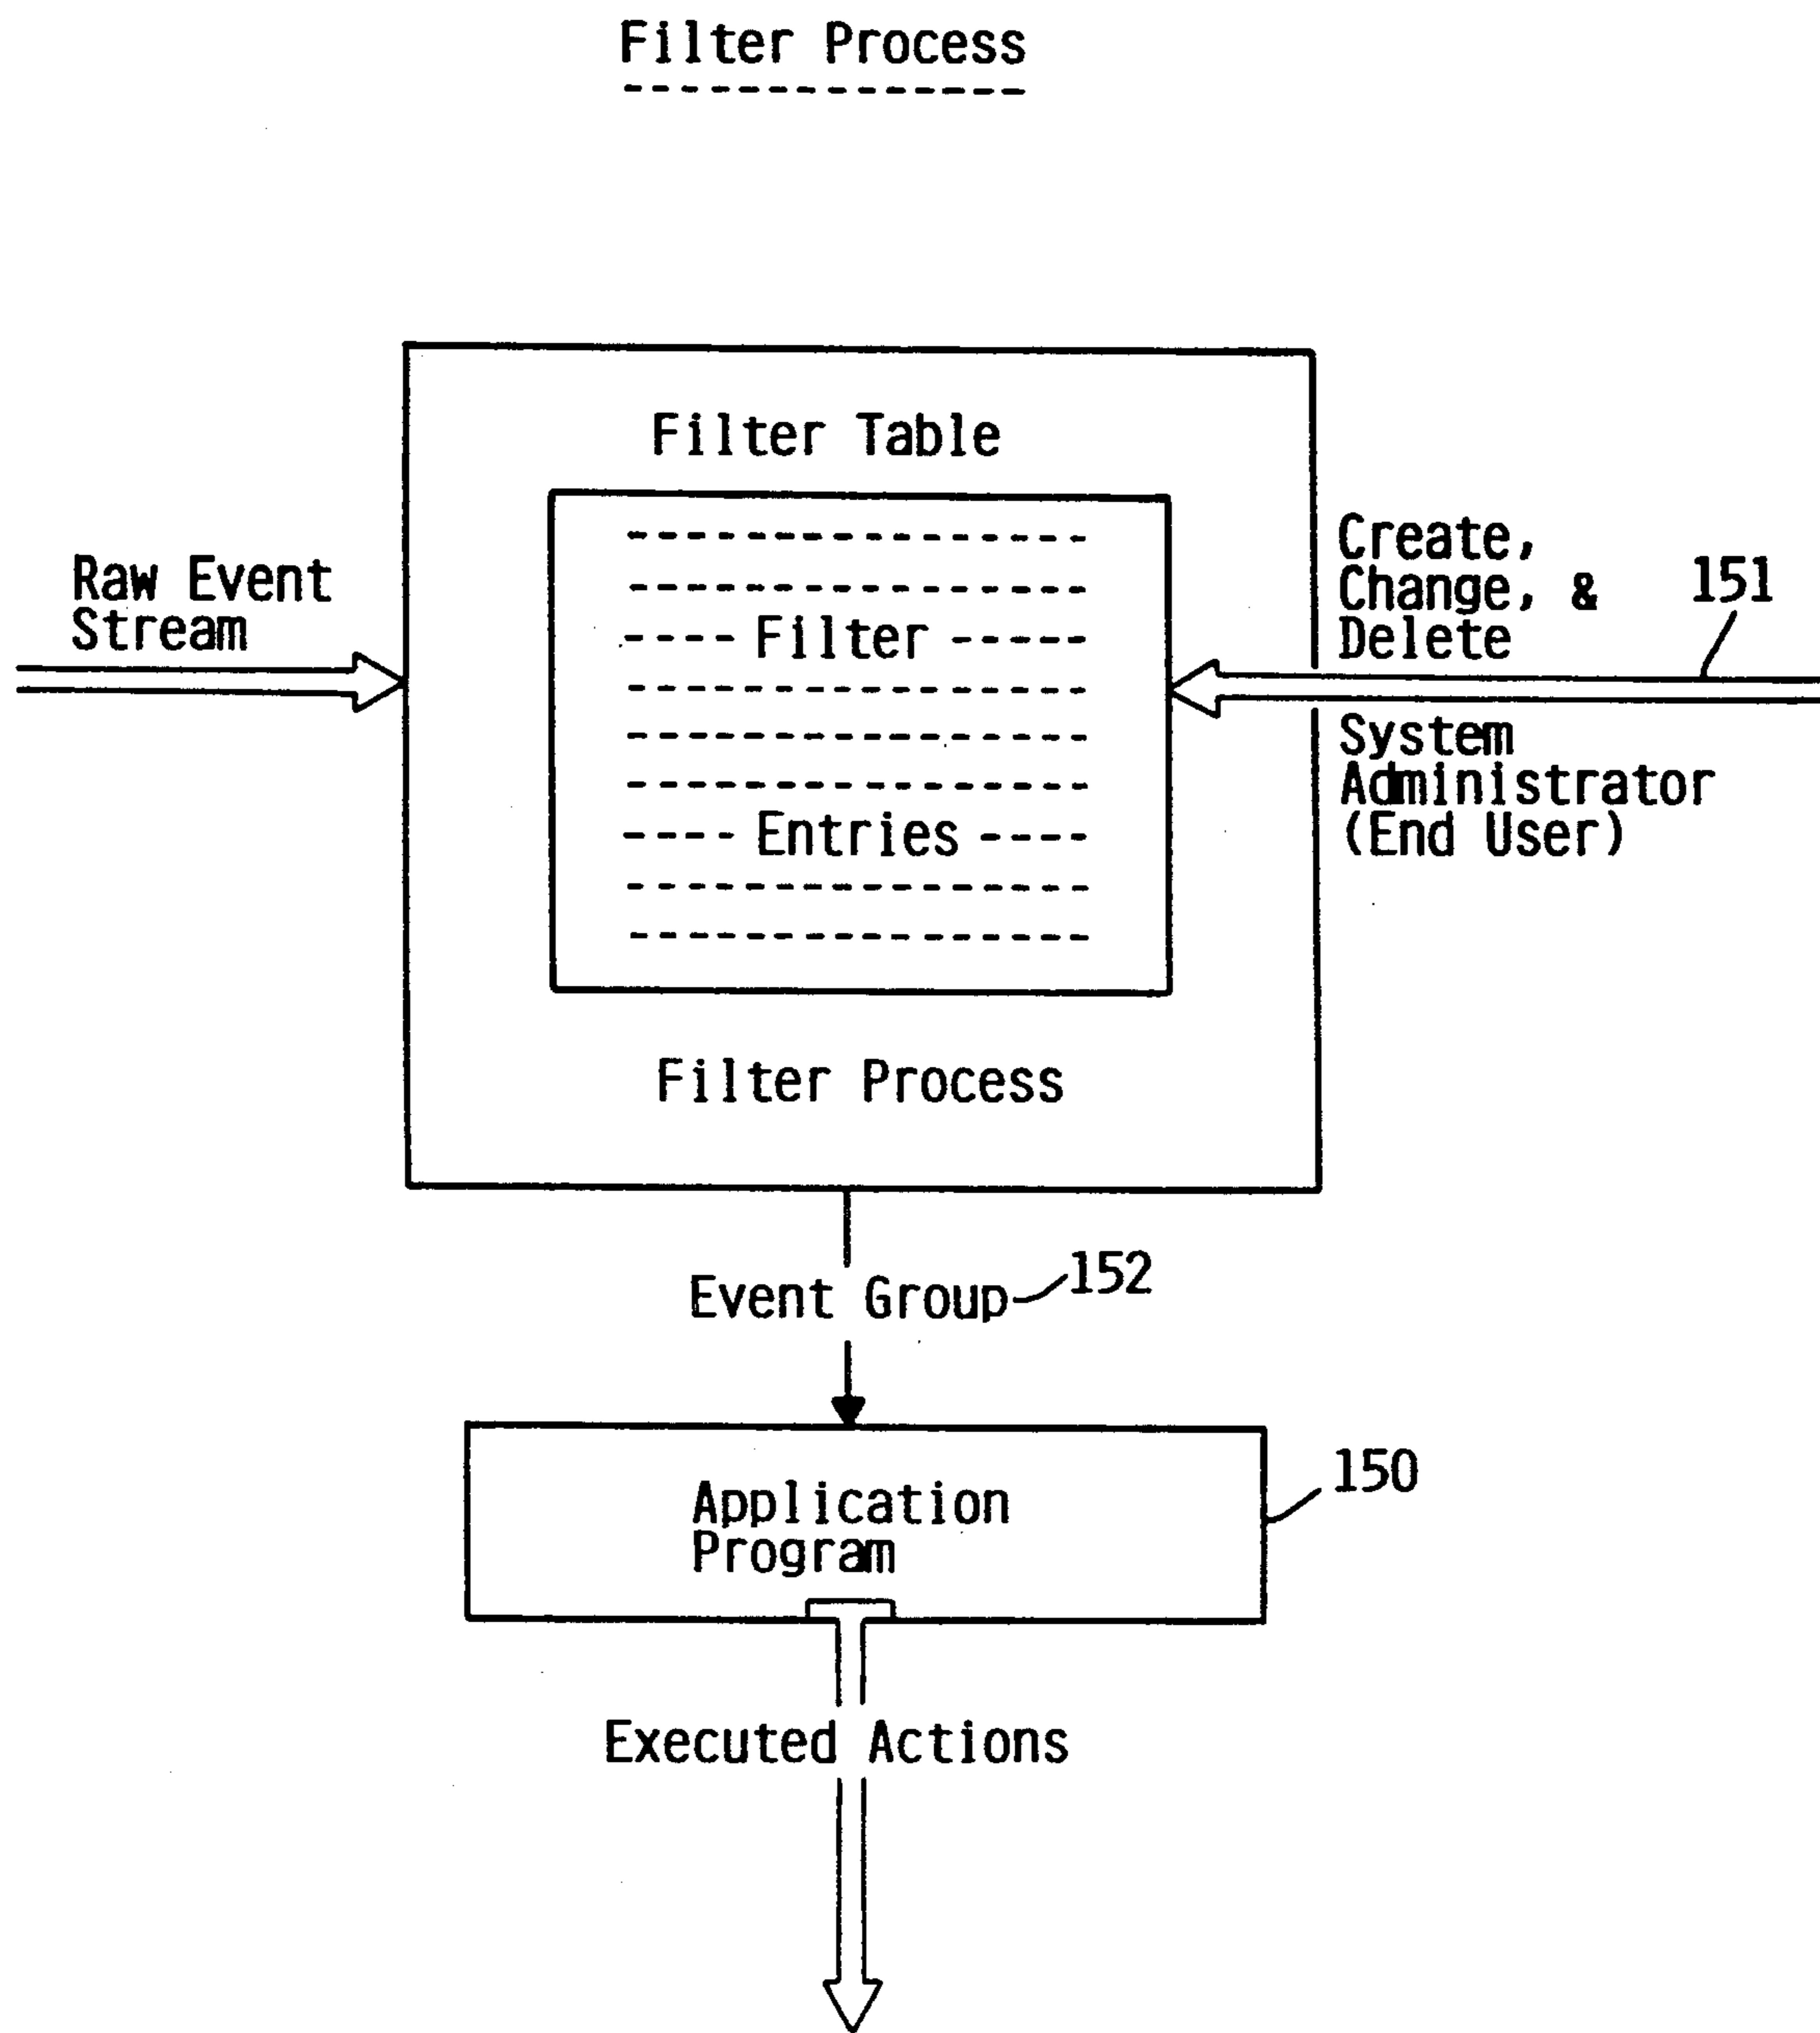 Filter Process
Filter Table
Raw Event
Stream
Filter
Entries
Create,
Change, &
Delete
151
System
Administrator
(End User)
Filter Process
Event Group
152
Application
Program
150
Executed Actions